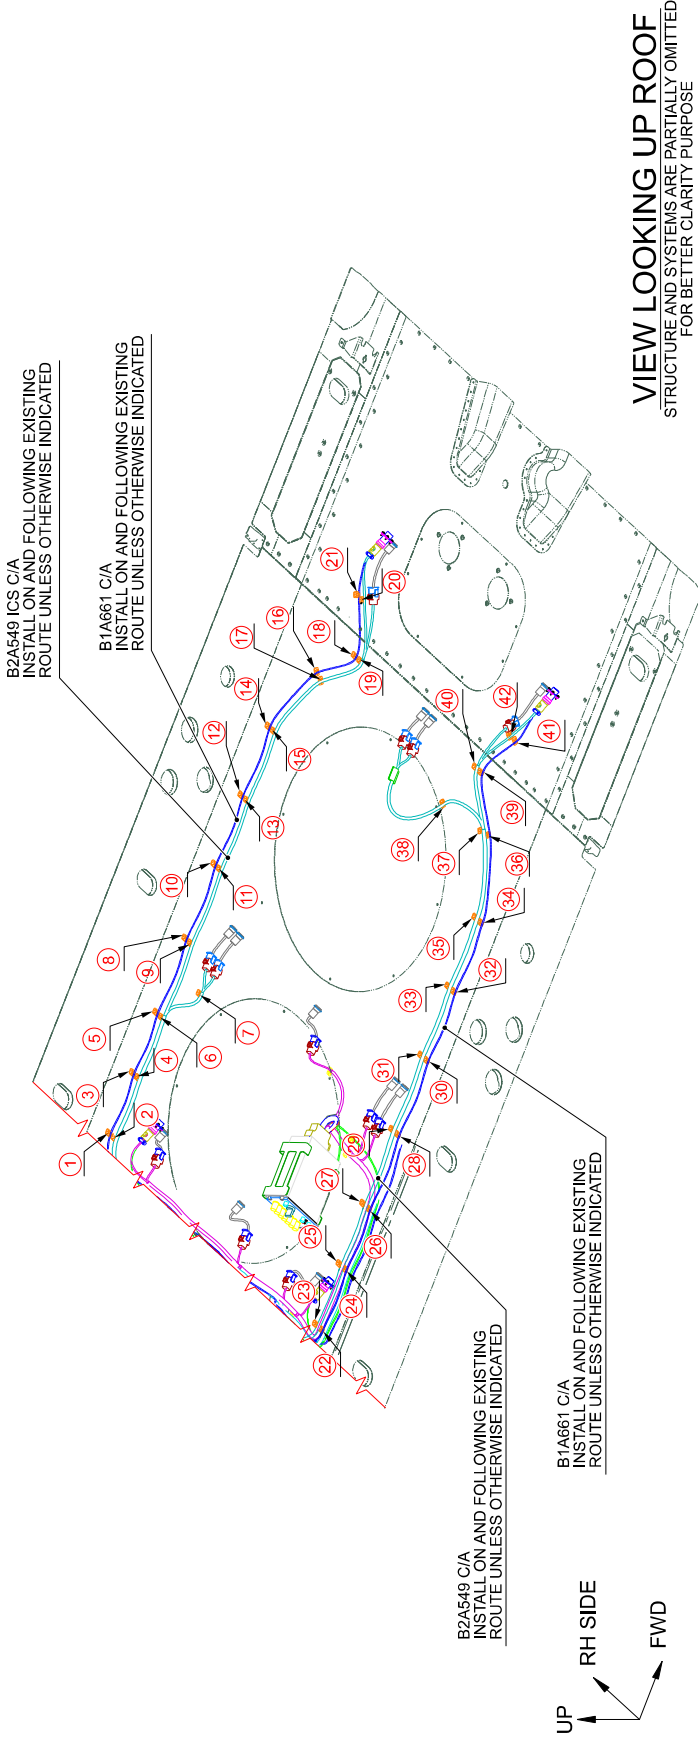 B2A549 ICS C/A
INSTALL ON AND FOLLOWING EXISTING
ROUTE UNLESS OTHERWISE INDICATED
B1A661 C/A
INSTALL ON AND FOLLOWING EXISTING
ROUTE UNLESS OTHERWISE INDICATED
1
2
3
4
5
6
7
8
9
10
11
12
13
14
15
16
17
18
19
20
21
22
23
24
25
26
27
28
29
30
31
32
33
34
35
36
37
38
39
40
41
42
B2A549 C/A
INSTALL ON AND FOLLOWING EXISTING
ROUTE UNLESS OTHERWISE INDICATED
B1A661 C/A
INSTALL ON AND FOLLOWING EXISTING
ROUTE UNLESS OTHERWISE INDICATED
UP
RH SIDE
FWD
VIEW LOOKING UP ROOF
STRUCTURE AND SYSTEMS ARE PARTIALLY OMITTED
FOR BETTER CLARITY PURPOSE